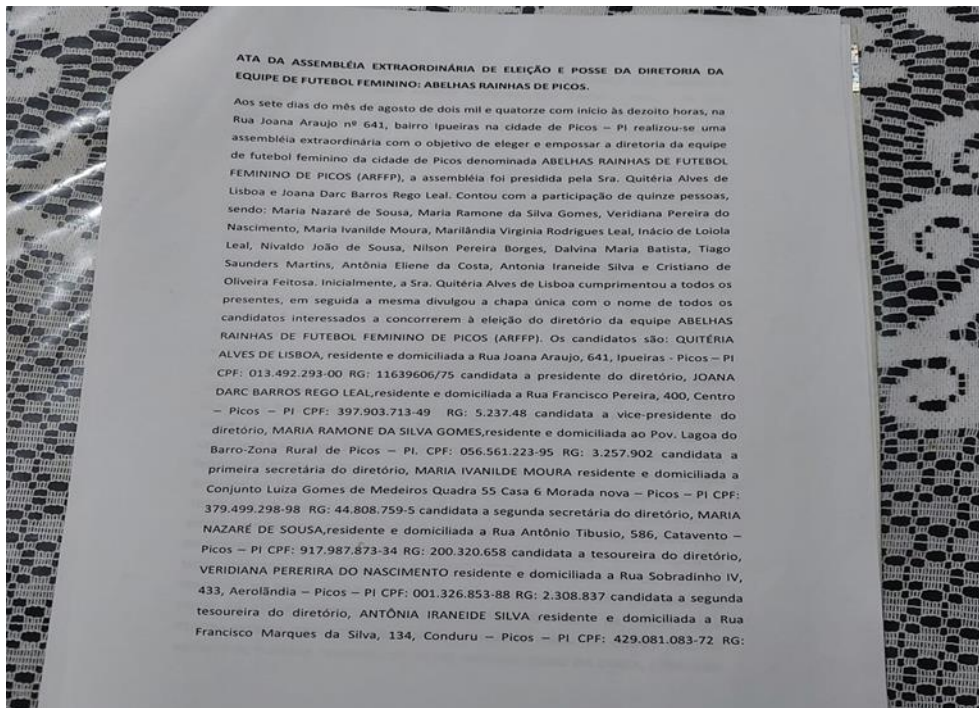 ATA DA ASSEMBLÉIA EXTRAORDINÁRIA DE ELEIÇÃO E POSSE DA DIRETORIA DA
EQUIPE DE FUTEBOL FEMININO: ABELHAS RAINHAS DE PICOS.
Aos sete dias do mês de agosto de dois mil e quatorze com início às dezoito horas, na
Rua Joana Araujo nº 641, bairro Ipueiras na cidade de Picos – PI realizou-se uma
assembléia extraordinária com o objetivo de eleger e empossar a diretoria da equipe
de futebol feminino da cidade de Picos denominada ABELHAS RAINHAS DE FUTEBOL
FEMININO DE PICOS (ARFFP), a assembléia foi presidida pela Sra. Quitéria Alves de
Lisboa e Joana Darc Barros Rego Leal. Contou com a participação de quinze pessoas,
sendo: Maria Nazaré de Sousa, Maria Ramone da Silva Gomes, Veridiana Pereira do
Nascimento, Maria Ivanilde Moura, Marilândia Virginia Rodrigues Leal, Inácio de Loiola
Leal, Nivaldo João de Sousa, Nilson Pereira Borges, Dalvina Maria Batista, Tiago
Saunders Martins, Antônia Eliene da Costa, Antonia Iraneide Silva e Cristiano de
Oliveira Feitosa. Inicialmente, a Sra. Quitéria Alves de Lisboa cumprimentou a todos os
presentes, em seguida a mesma divulgou a chapa única com o nome de todos os
candidatos interessados a concorrerem à eleição do diretório da equipe ABELHAS
RAINHAS DE FUTEBOL FEMININO DE PICOS (ARFFP). Os candidatos são: QUITÉRIA
ALVES DE LISBOA, residente e domiciliada a Rua Joana Araujo, 641, Ipueiras - Picos – PI
CPF: 013.492.293-00 RG: 11639606/75 candidata a presidente do diretório, JOANA
DARC BARROS REGO LEAL,residente e domiciliada a Rua Francisco Pereira, 400, Centro
– Picos – PI CPF: 397.903.713-49 RG: 5.237.48 candidata a vice-presidente do
diretório, MARIA RAMONE DA SILVA GOMES,residente e domiciliada ao Pov. Lagoa do
Barro-Zona Rural de Picos – PI. CPF: 056.561.223-95 RG: 3.257.902 candidata a
primeira secretária do diretório, MARIA IVANILDE MOURA residente e domiciliada a
Conjunto Luiza Gomes de Medeiros Quadra 55 Casa 6 Morada nova – Picos – PI CPF:
379.499.298-98 RG: 44.808.759-5 candidata a segunda secretária do diretório, MARIA
NAZARÉ DE SOUSA,residente e domiciliada a Rua Antônio Tibusio, 586, Catavento –
Picos – PI CPF: 917.987.873-34 RG: 200.320.658 candidata a tesoureira do diretório,
VERIDIANA PERERIRA DO NASCIMENTO residente e domiciliada a Rua Sobradinho IV,
433, Aerolândia – Picos – PI CPF: 001.326.853-88 RG: 2.308.837 candidata a segunda
tesoureira do diretório, ANTÔNIA IRANEIDE SILVA residente e domiciliada a Rua
Francisco Marques da Silva, 134, Conduru – Picos – PI CPF: 429.081.083-72 RG: